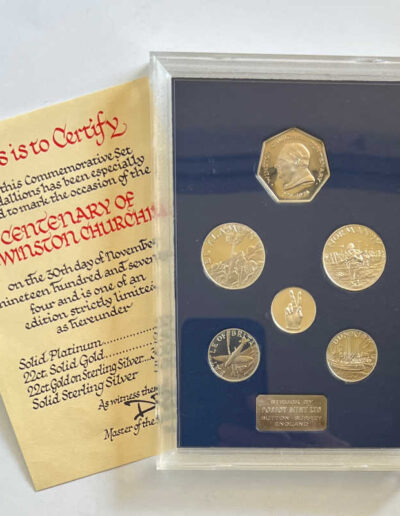 s is to Certify
this Commemorative Set
dallions has been especially
d to mark the occasion of the
CENTENARY OF
WINSTON CHURCHI
on the 30th day of Novembe
nineteen hundred and seve
four and is one of an
edition strictly limite
as hereunder
Solid Platinum
22ct. Solid Gold
22ct. Gold on Sterling Silver
Solid Sterling Silver
As witness the
Master of the
NORMANDY
STRUCK BY
POBJOY MINT LTD
SUTTON · SURREY
ENGLAND